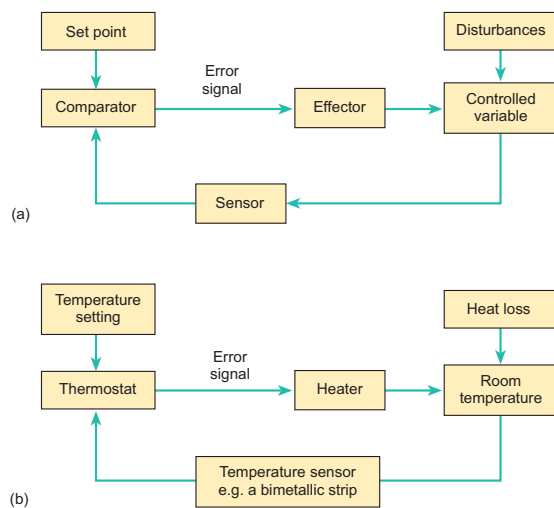 Set point
Disturbances
Error
signal
Comparator
Effector
Controlled
variable
Sensor
(a)
Temperature
setting
Heat loss
Error
signal
Thermostat
Heater
Room
temperature
Temperature sensor
e.g. a bimetallic strip
(b)